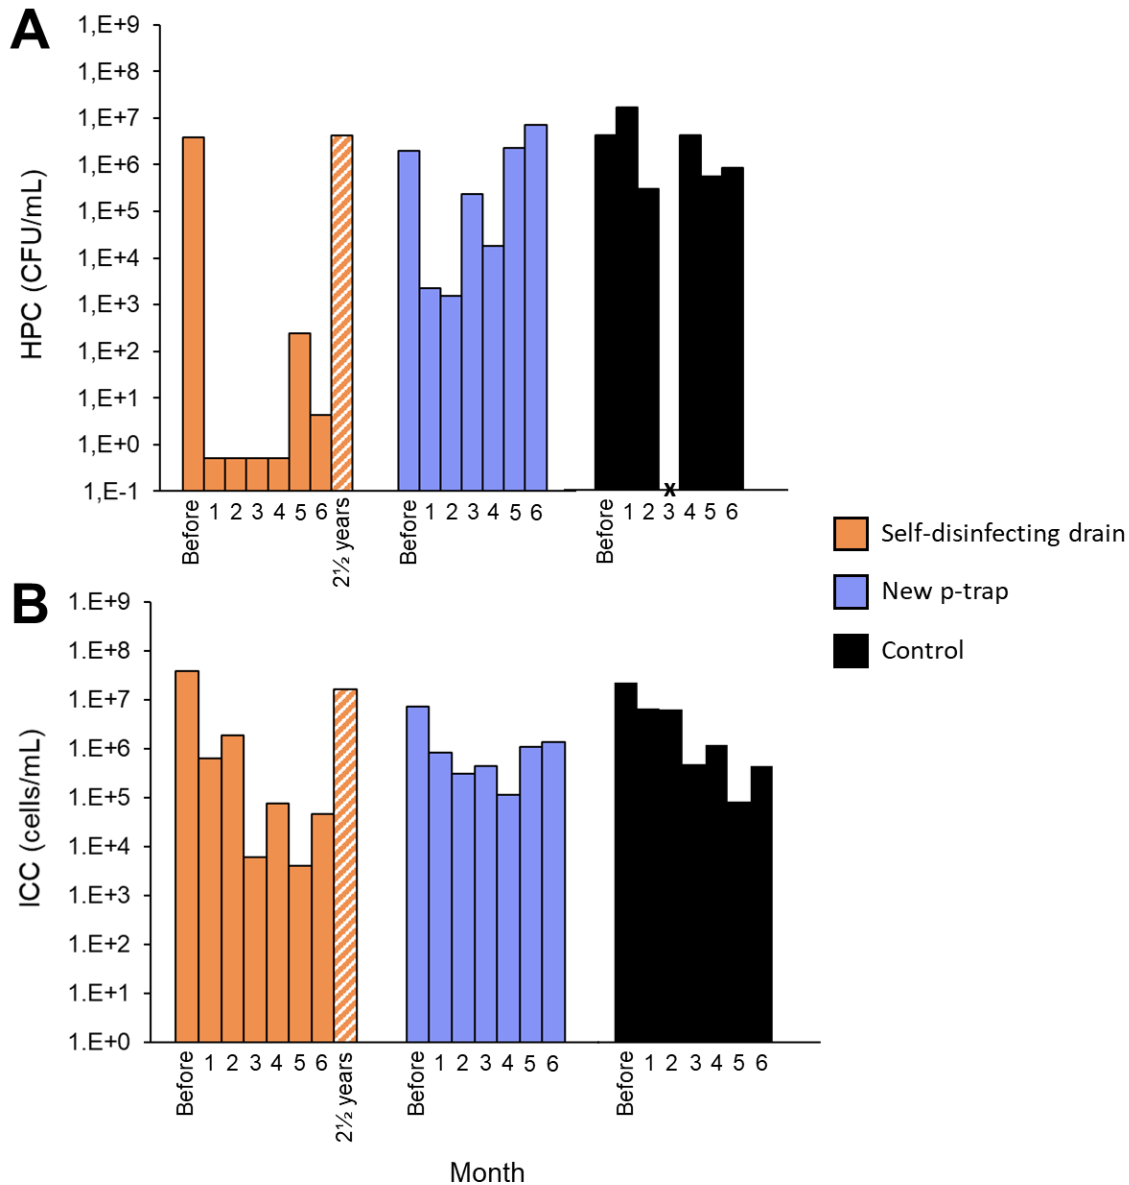 A
1,E+9
1,E+8
1,E+7
1,E+6
1,E+5
1,E+4
1,E+3
1,E+2
1,E+1
1,E+0
1,E-1
HPC (CFU/mL)
x
Before 1 2 3 4 5 6 2½ years Before 1 2 3 4 5 6 Before 1 2 3 4 5 6
Self-disinfecting drain
New p-trap
Control
B
1.E+9
1.E+8
1.E+7
1.E+6
1.E+5
1.E+4
1.E+3
1.E+2
1.E+1
1.E+0
ICC (cells/mL)
Before 1 2 3 4 5 6 2½ years Before 1 2 3 4 5 6 Before 1 2 3 4 5 6
Month